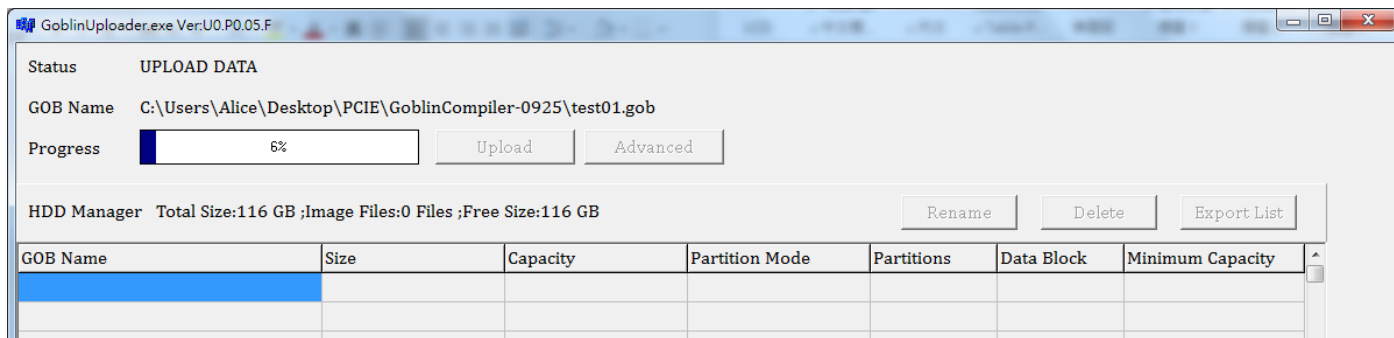 GoblinUploader.exe Ver:U0.P0.05.F
Status UPLOAD DATA
GOB Name C:\Users\Alice\Desktop\PCIE\GoblinCompiler-0925\test01.gob
Progress 6% Upload Advanced
HDD Manager Total Size:116 GB ;Image Files:0 Files ;Free Size:116 GB Rename Delete Export List
GOB Name Size Capacity Partition Mode Partitions Data Block Minimum Capacity